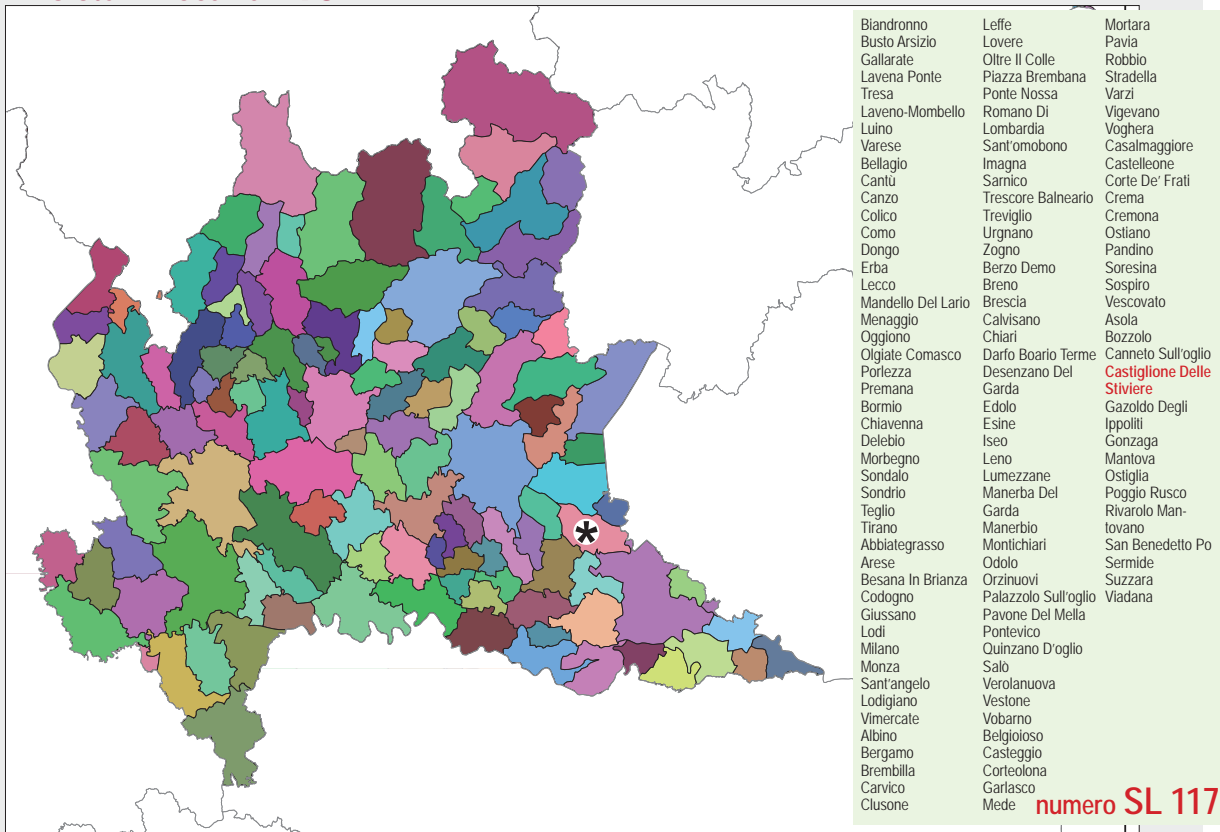 Biandronno
Busto Arsizio
Gallarate
Lavena Ponte
Tresa
Laveno-Mombello
Luino
Varese
Bellagio
Cantù
Canzo
Colico
Como
Dongo
Erba
Lecco
Mandello Del Lario
Menaggio
Oggiono
Olgiate Comasco
Porlezza
Premana
Bormio
Chiavenna
Delebio
Morbegno
Sondalo
Sondrio
Teglio
Tirano
Abbiategrasso
Arese
Besana In Brianza
Codogno
Giussano
Lodi
Milano
Monza
Sant'angelo
Lodigiano
Vimercate
Albino
Bergamo
Brembilla
Carvico
Clusone
Leffe
Lovere
Oltre Il Colle
Piazza Brembana
Ponte Nossa
Romano Di
Lombardia
Sant'omobono
Imagna
Sarnico
Trescore Balneario
Treviglio
Urgnano
Zogno
Berzo Demo
Breno
Brescia
Calvisano
Chiari
Darfo Boario Terme
Desenzano Del
Garda
Edolo
Esine
Iseo
Leno
Lumezzane
Manerba Del
Garda
Manerbio
Montichiari
Odolo
Orzinuovi
Palazzolo Sull'oglio
Pavone Del Mella
Pontevico
Quinzano D'oglio
Salò
Verolanuova
Vestone
Vobarno
Belgioioso
Casteggio
Corteolona
Garlasco
Mede
Mortara
Pavia
Robbio
Stradella
Varzi
Vigevano
Voghera
Casalmaggiore
Castelleone
Corte De' Frati
Crema
Cremona
Ostiano
Pandino
Soresina
Sospiro
Vescovato
Asola
Bozzolo
Canneto Sull'oglio
Castiglione Delle
Stiviere
Gazoldo Degli
Ippoliti
Gonzaga
Mantova
Ostiglia
Poggio Rusco
Rivarolo Man-
tovano
San Benedetto Po
Sermide
Suzzara
Viadana
numero SL 117
*